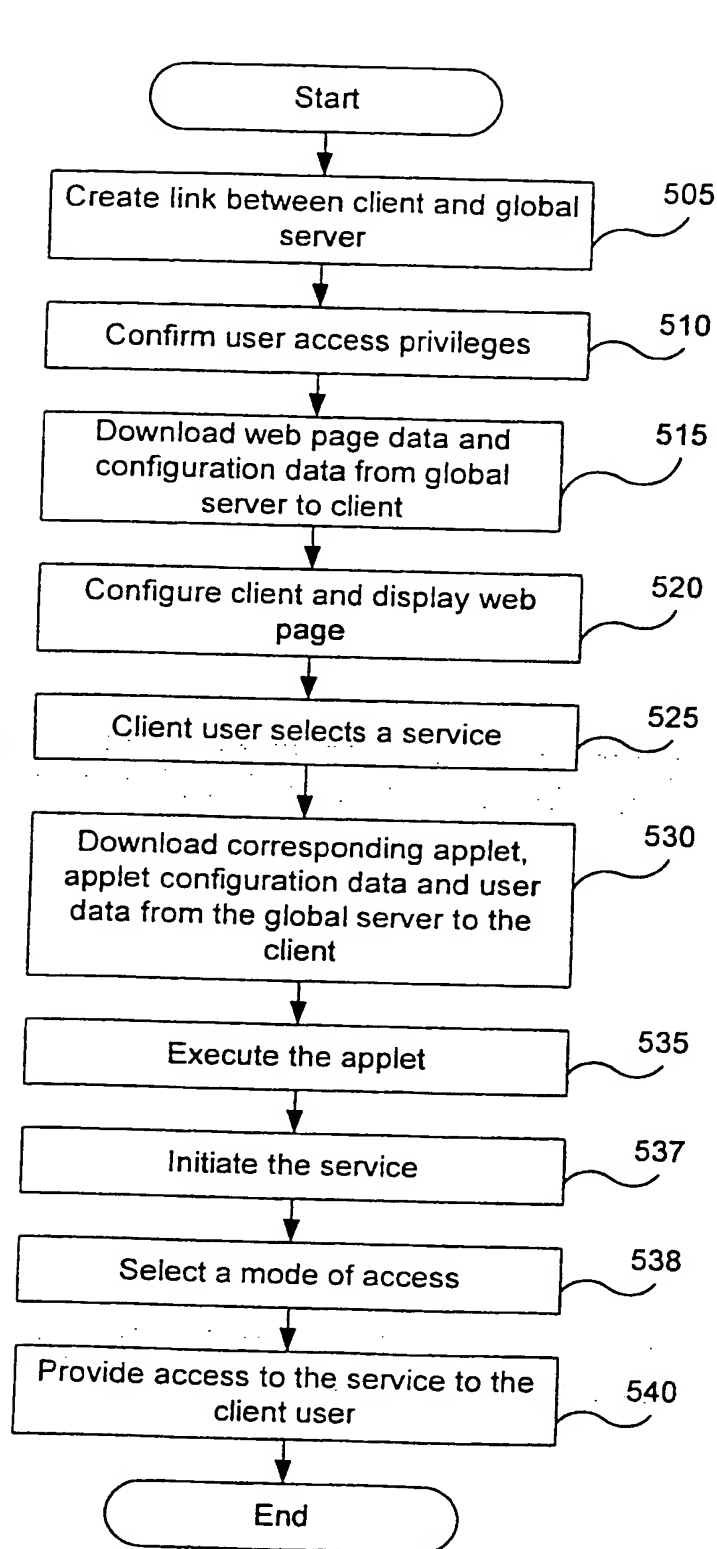 Start
Create link between client and global
server
505
Confirm user access privileges
510
Download web page data and
configuration data from global
server to client
515
Configure client and display web
page
520
Client user selects a service
525
Download corresponding applet,
applet configuration data and user
data from the global server to the
client
530
Execute the applet
535
Initiate the service
537
Select a mode of access
538
Provide access to the service to the
client user
540
End